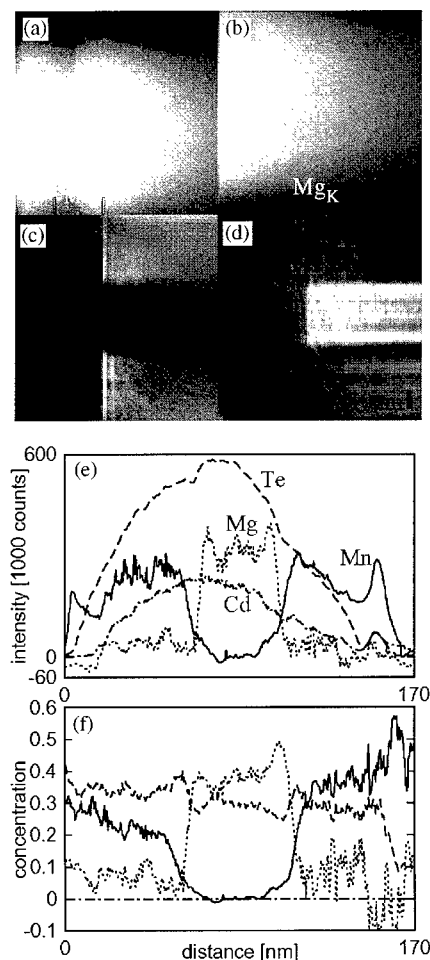 (a)
(b)
MgK
(c)
(d)
600
(e)
Te
Mg
Mn
Cd
intensity [1000 counts]
0
-60
0
170
0.6
(f)
0.5
0.4
0.3
0.2
0.1
0
-0.1
concentration
0
distance [nm]
170